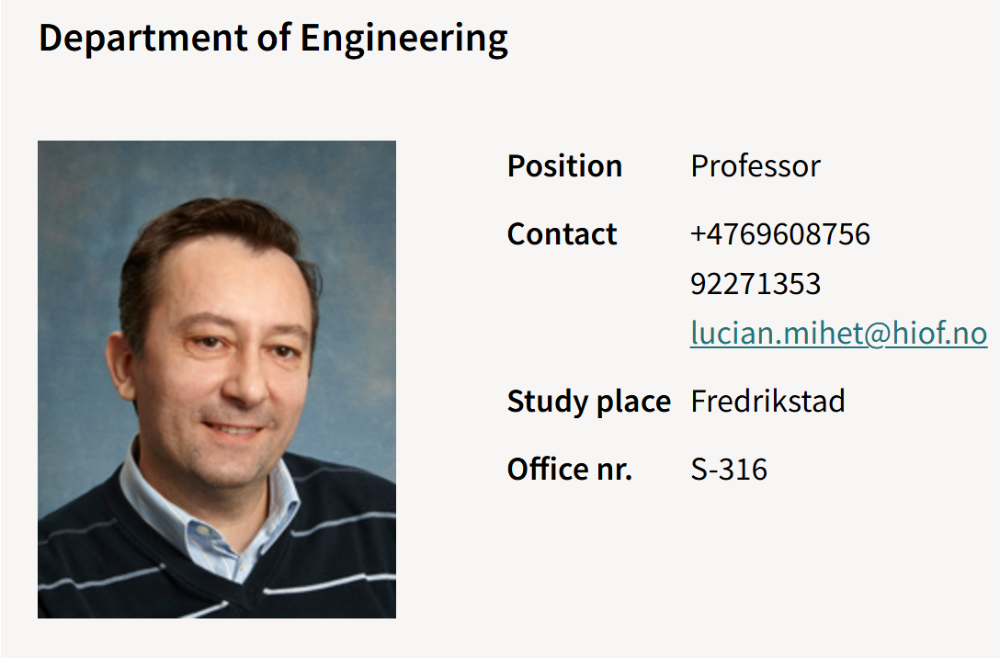 Department of Engineering
Position Professor
Contact +4769608756
92271353
lucian.mihet@hiof.no
Study place Fredrikstad
Office nr. S-316